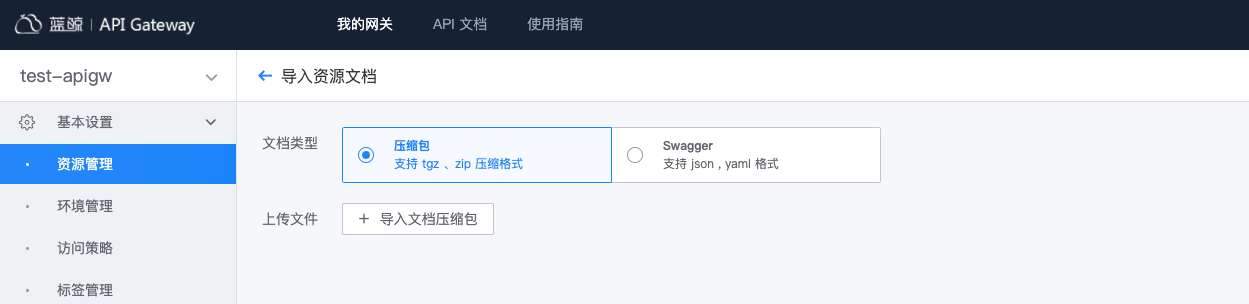 蓝鲸 | API Gateway
我的网关
API 文档
使用指南
test-apigw
导入资源文档
基本设置
资源管理
环境管理
访问策略
标签管理
文档类型
压缩包
支持 tgz 、zip 压缩格式
Swagger
支持 json , yaml 格式
上传文件
+ 导入文档压缩包